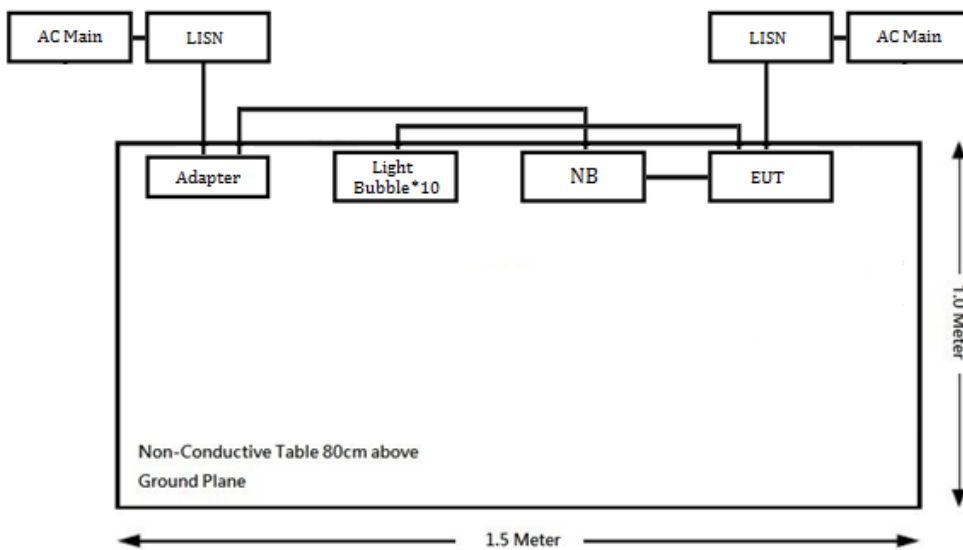 AC Main
LISN
LISN
AC Main
Adapter
Light
Bubble*10
NB
EUT
1.0 Meter
Non-Conductive Table 80cm above
Ground Plane
1.5 Meter